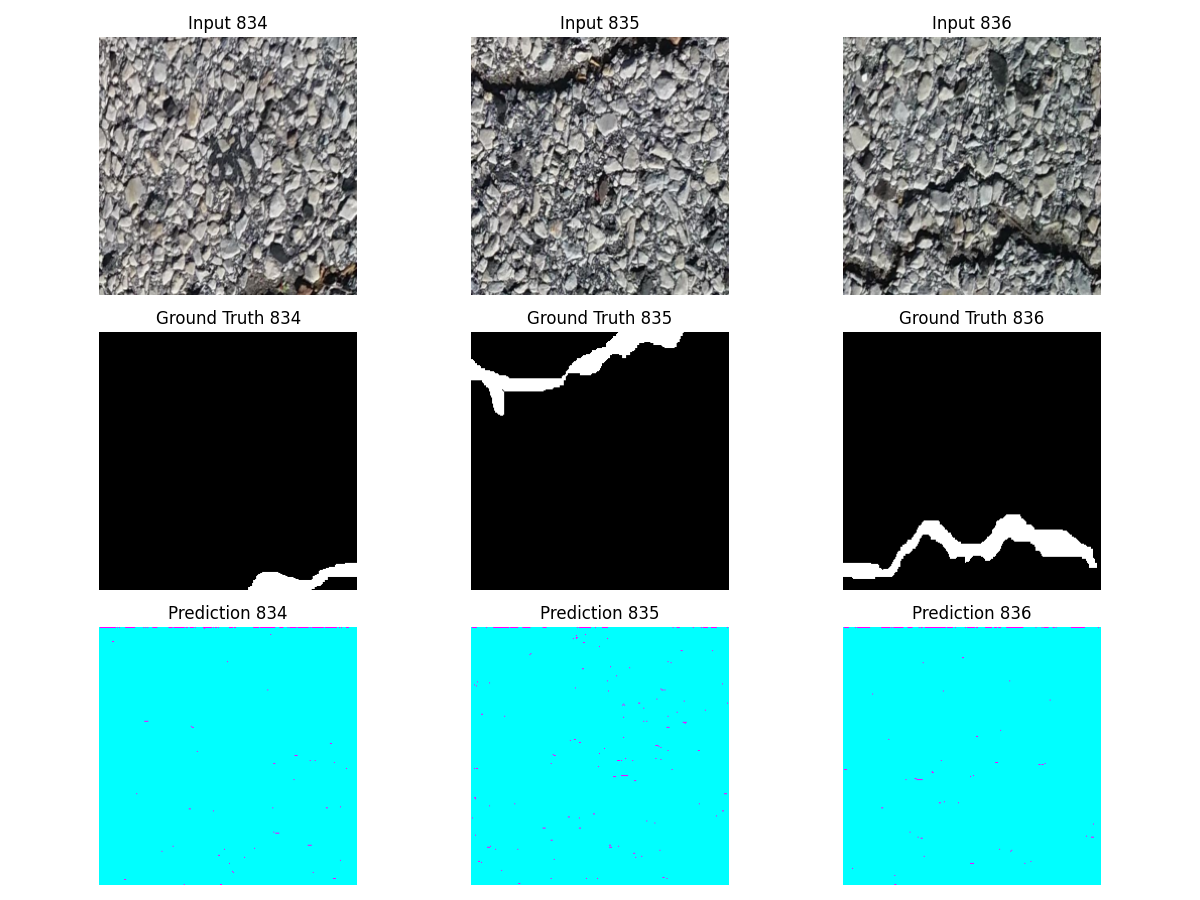 Input 834
Input 835
Input 836
Ground Truth 834
Ground Truth 835
Ground Truth 836
Prediction 834
Prediction 835
Prediction 836